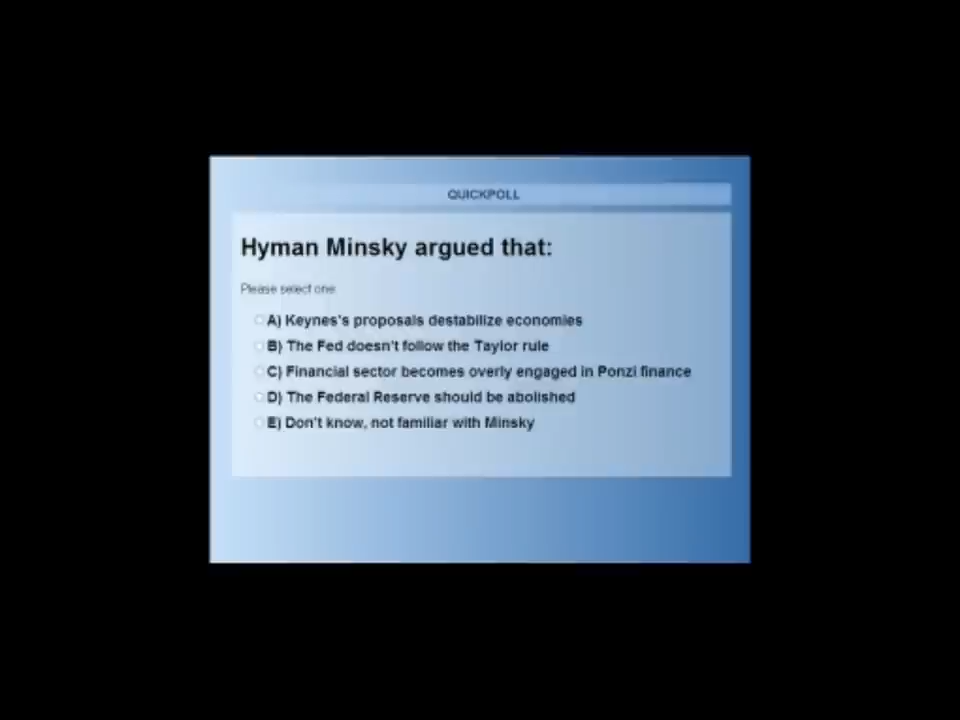 QUICKPOLL
Hyman Minsky argued that:
Please select one
A) Keynes's proposals destabilize economies
B) The Fed doesn't follow the Taylor rule
C) Financial sector becomes overly engaged in Ponzi finance
D) The Federal Reserve should be abolished
E) Don't know, not familiar with Minsky